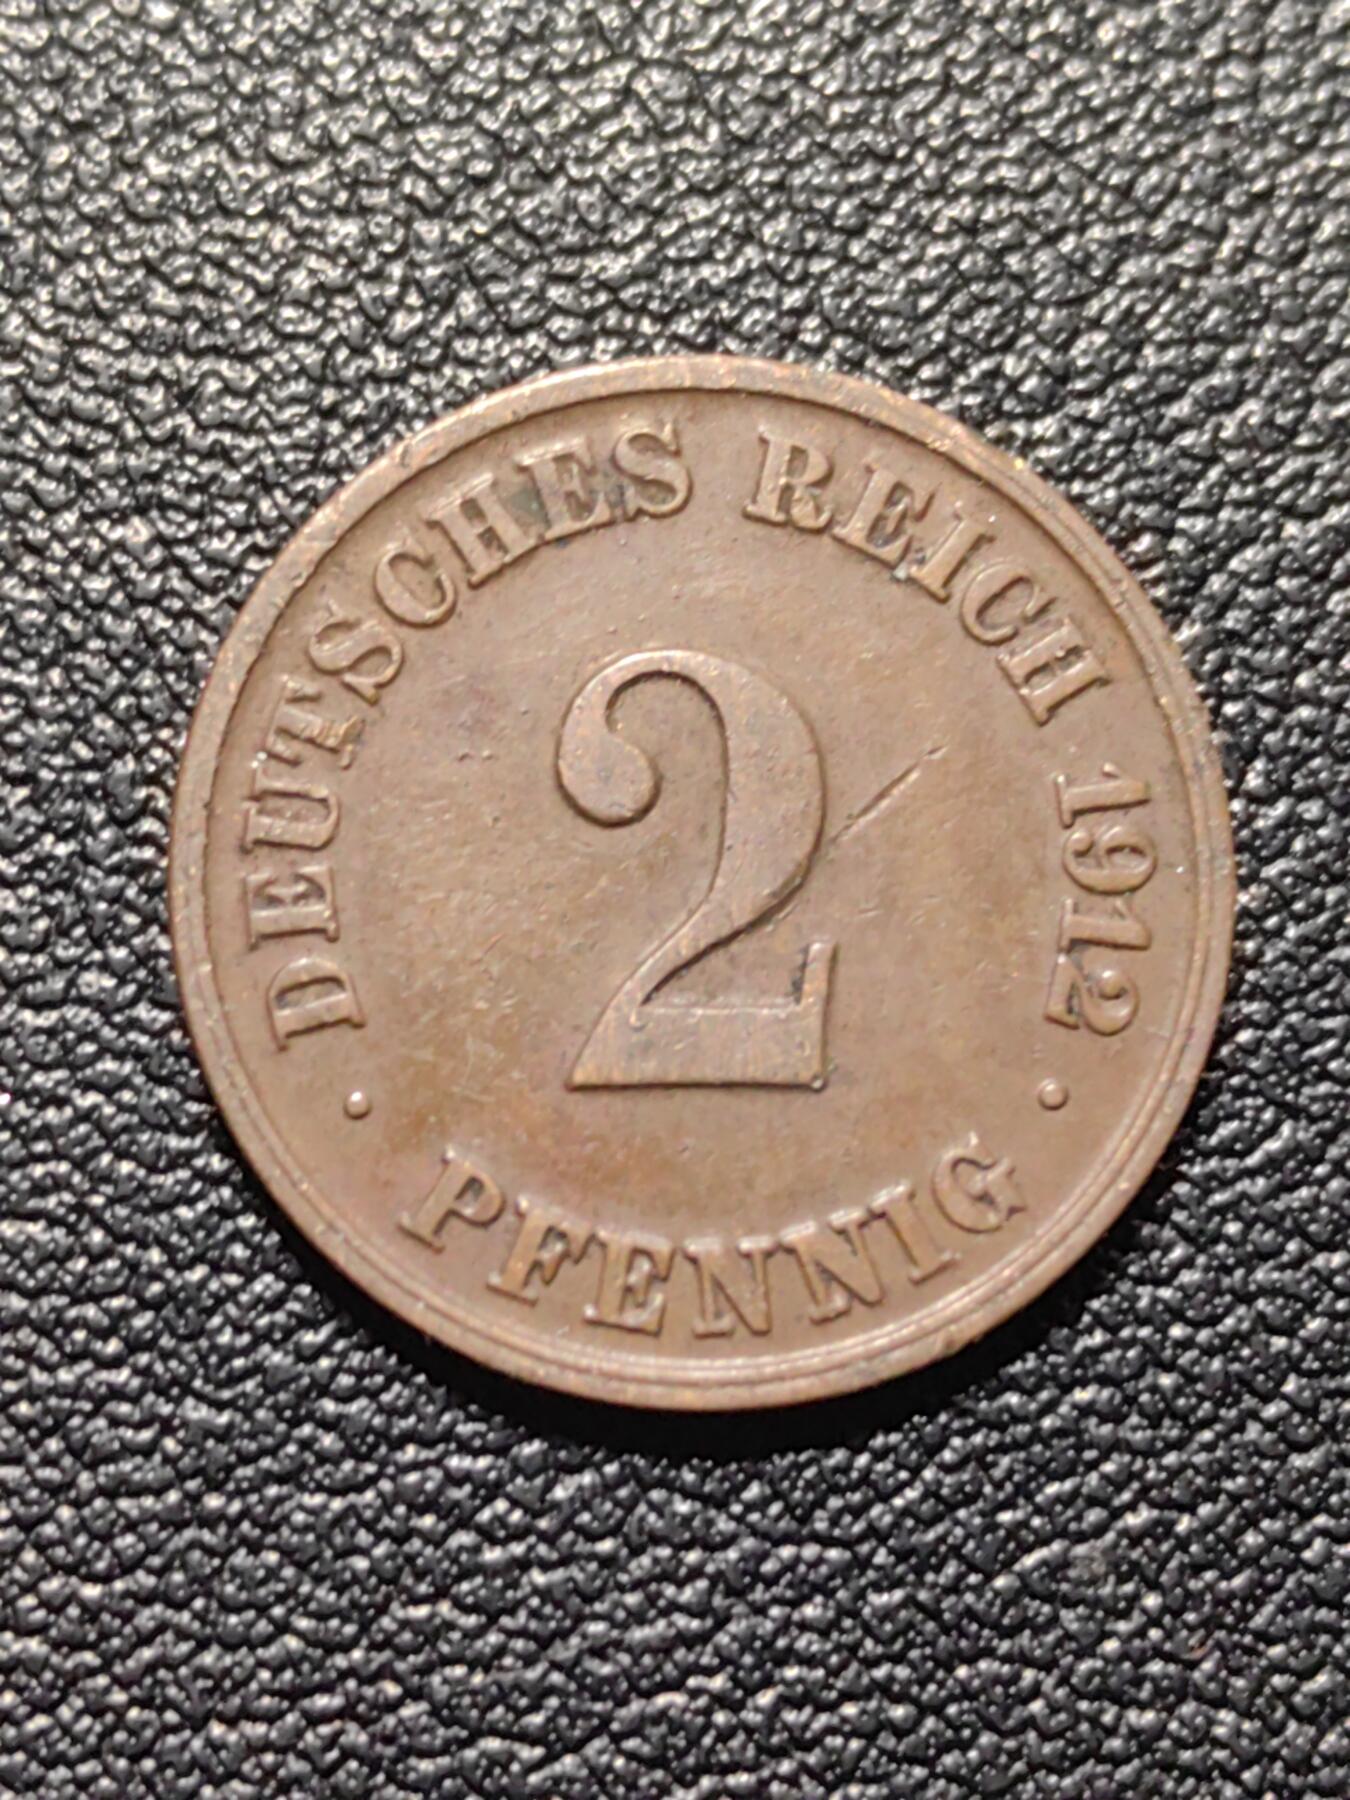 DEUTSCHES REICH 1912
2
· PFENNIG ·